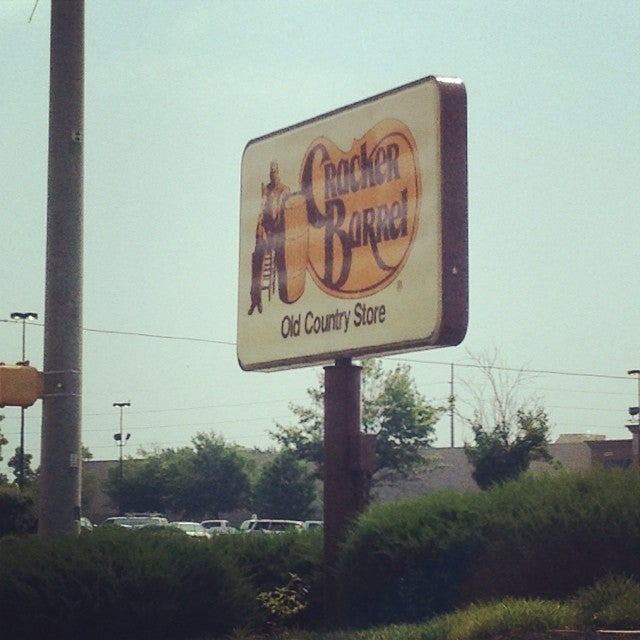 Cracker
Barrel
®
Old Country Store